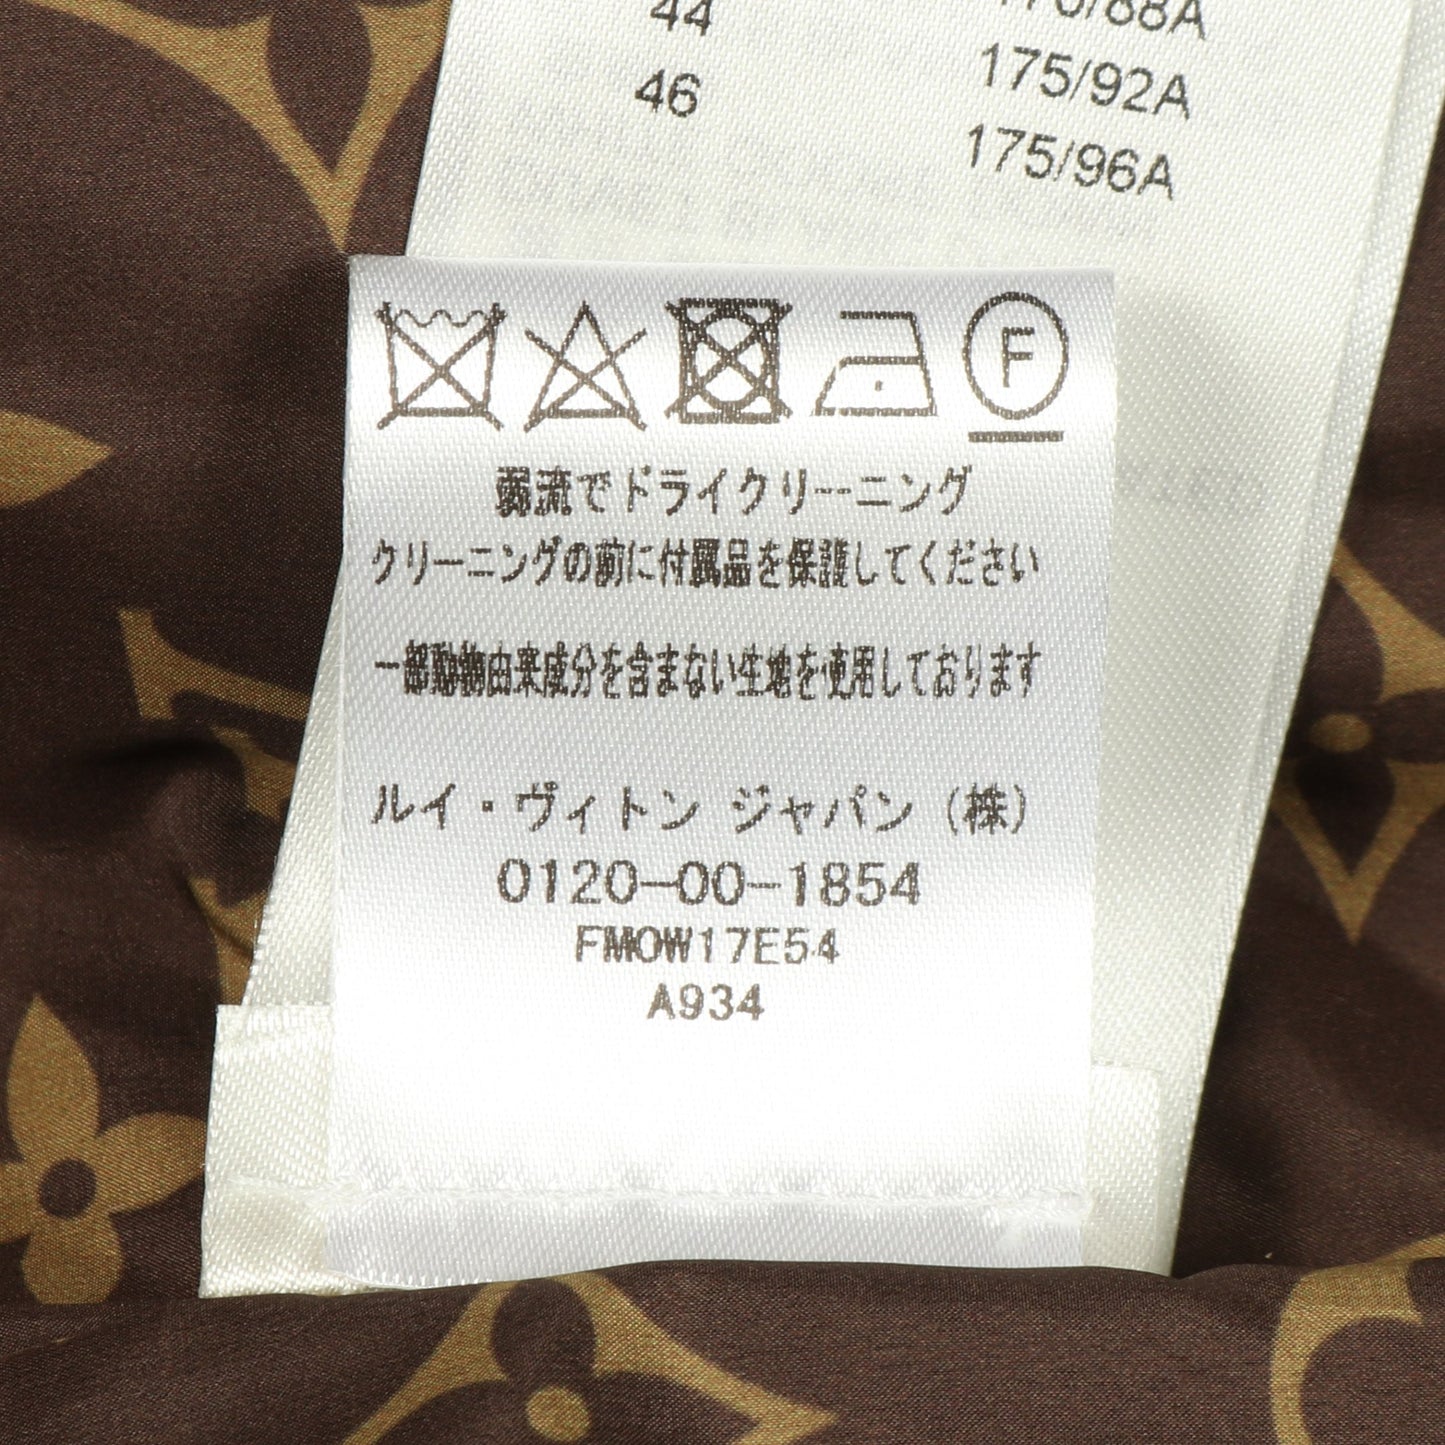 44
46 175/92A
175/96A
F
弱流でドライクリーニング
クリーニングの前に付属品を保護してください
一部動物由来成分を含まない生地を使用しております
ルイ・ヴィトン ジャパン (株)
0120-00-1854
FMOW17E54
A934